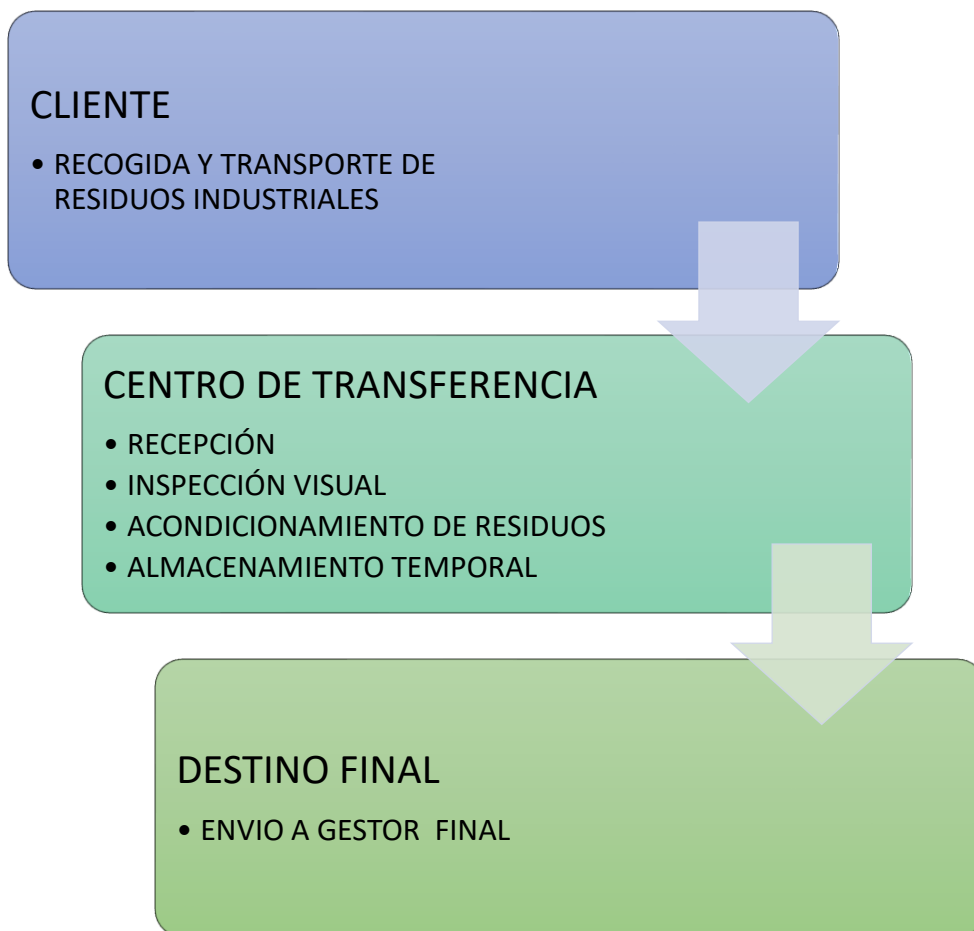 CLIENTE
• RECOGIDA Y TRANSPORTE DE
RESIDUOS INDUSTRIALES
CENTRO DE TRANSFERENCIA
• RECEPCIÓN
• INSPECCIÓN VISUAL
• ACONDICIONAMIENTO DE RESIDUOS
• ALMACENAMIENTO TEMPORAL
DESTINO FINAL
• ENVIO A GESTOR  FINAL